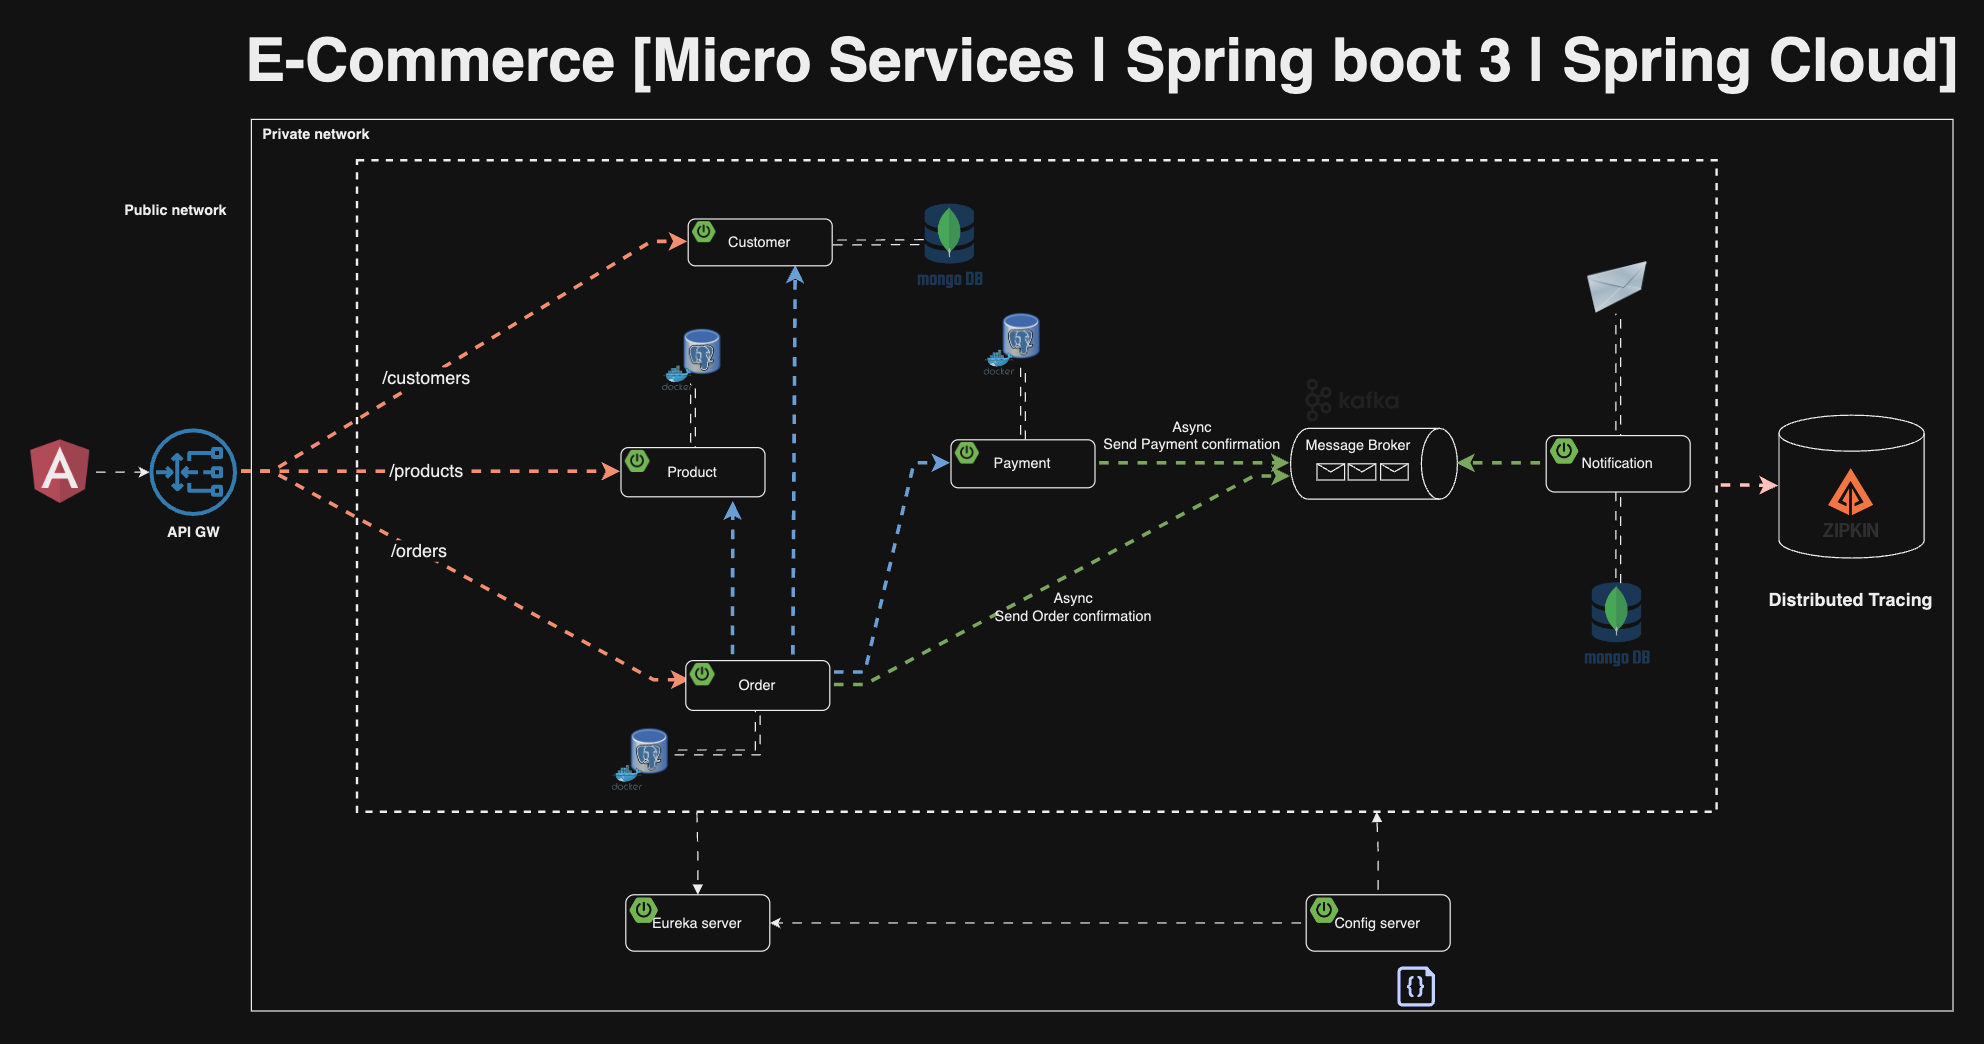 E-Commerce [Micro Services | Spring boot 3 | Spring Cloud]
Private network
Public network
Customer
mongo DB
docker
docker
/customers
kafka
Async
Send Payment confirmation
Message Broker
/products
Product
Payment
Notification
API GW
ZIPKIN
/orders
Async
Send Order confirmation
Distributed Tracing
mongo DB
Order
docker
Eureka server
Config server
{}